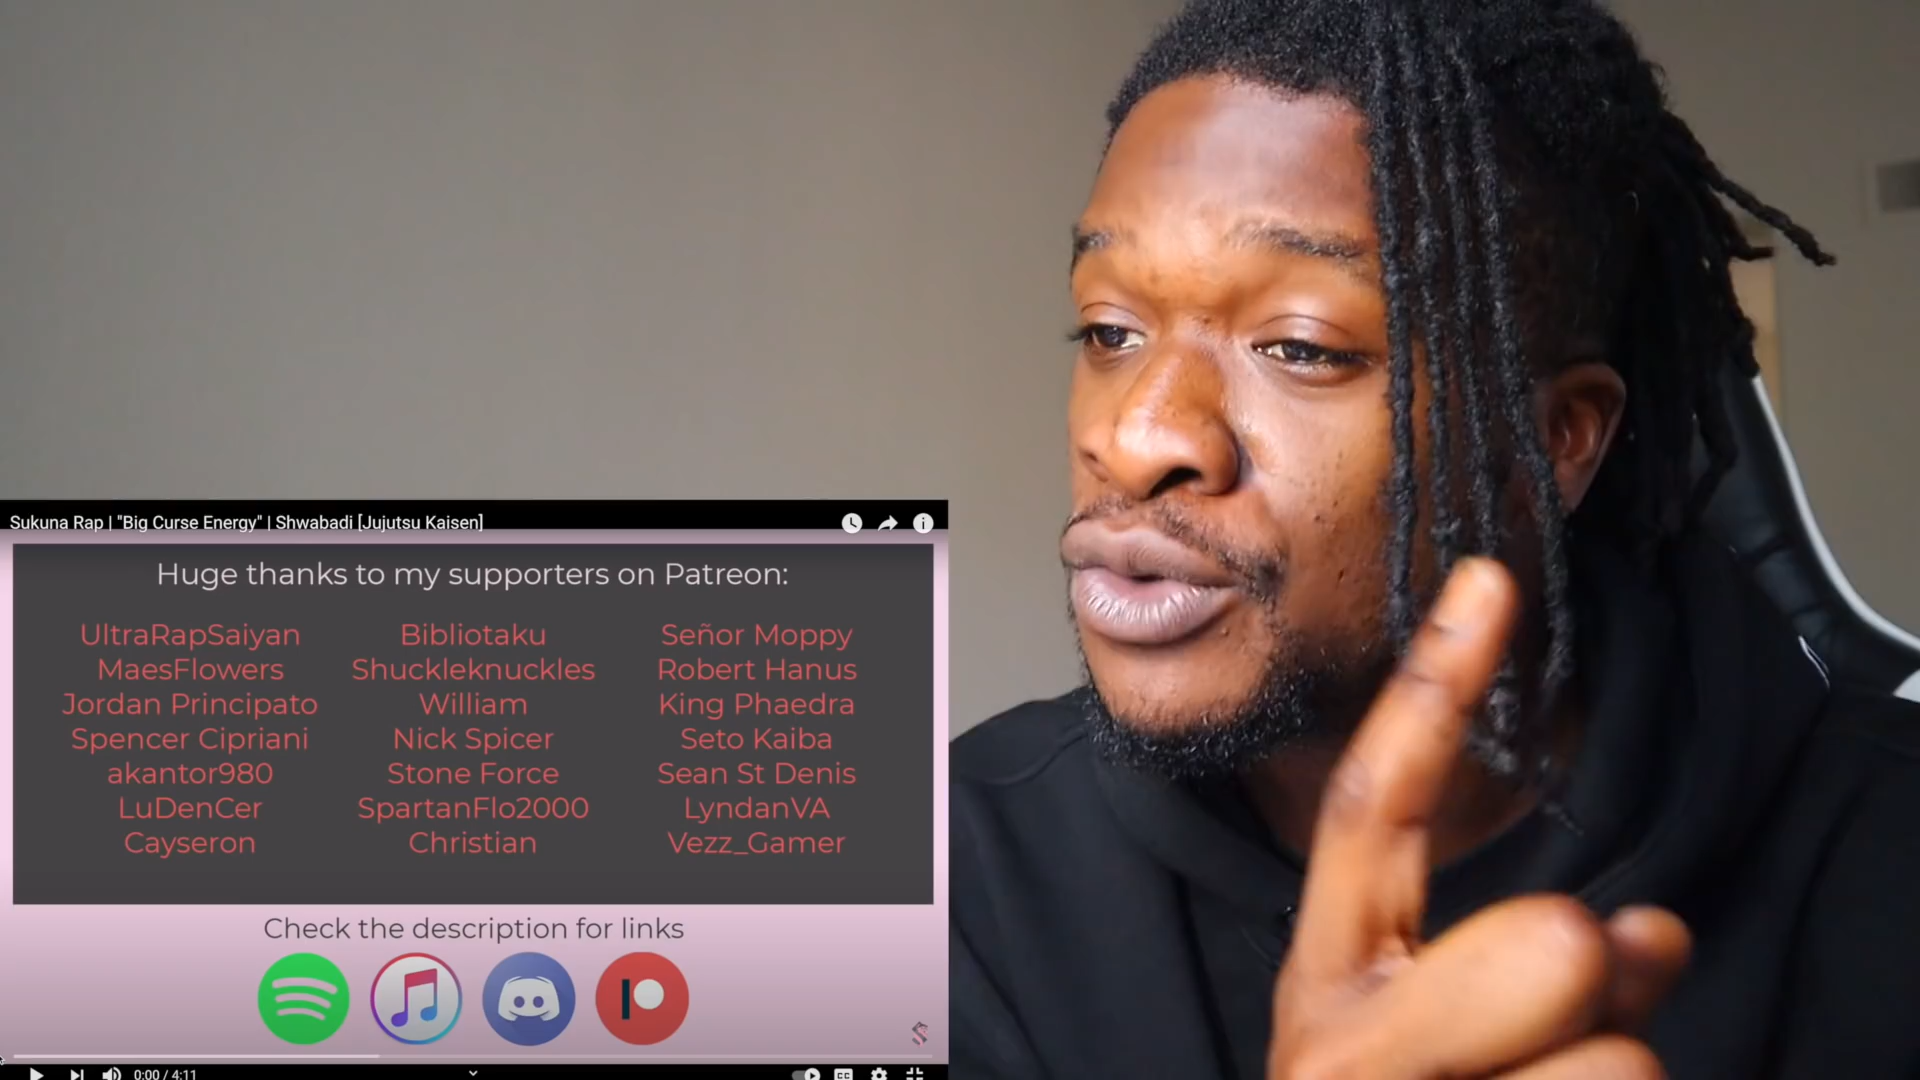 Sukuna Rap | "Big Curse Energy" | Shwabadi [Jujutsu Kaisen]
Huge thanks to my supporters on Patreon:
UltraRapSaiyan Bibliotaku Señor Moppy
MaesFlowers Shuckleknuckles Robert Hanus
Jordan Principato William King Phaedra
Spencer Cipriani Nick Spicer Seto Kaiba
akantor980 Stone Force Sean St Denis
LuDenCer SpartanFlo2000 LyndanVA
Cayseron Christian Vezz_Gamer
Check the description for links
0:00 / 4:11
CC